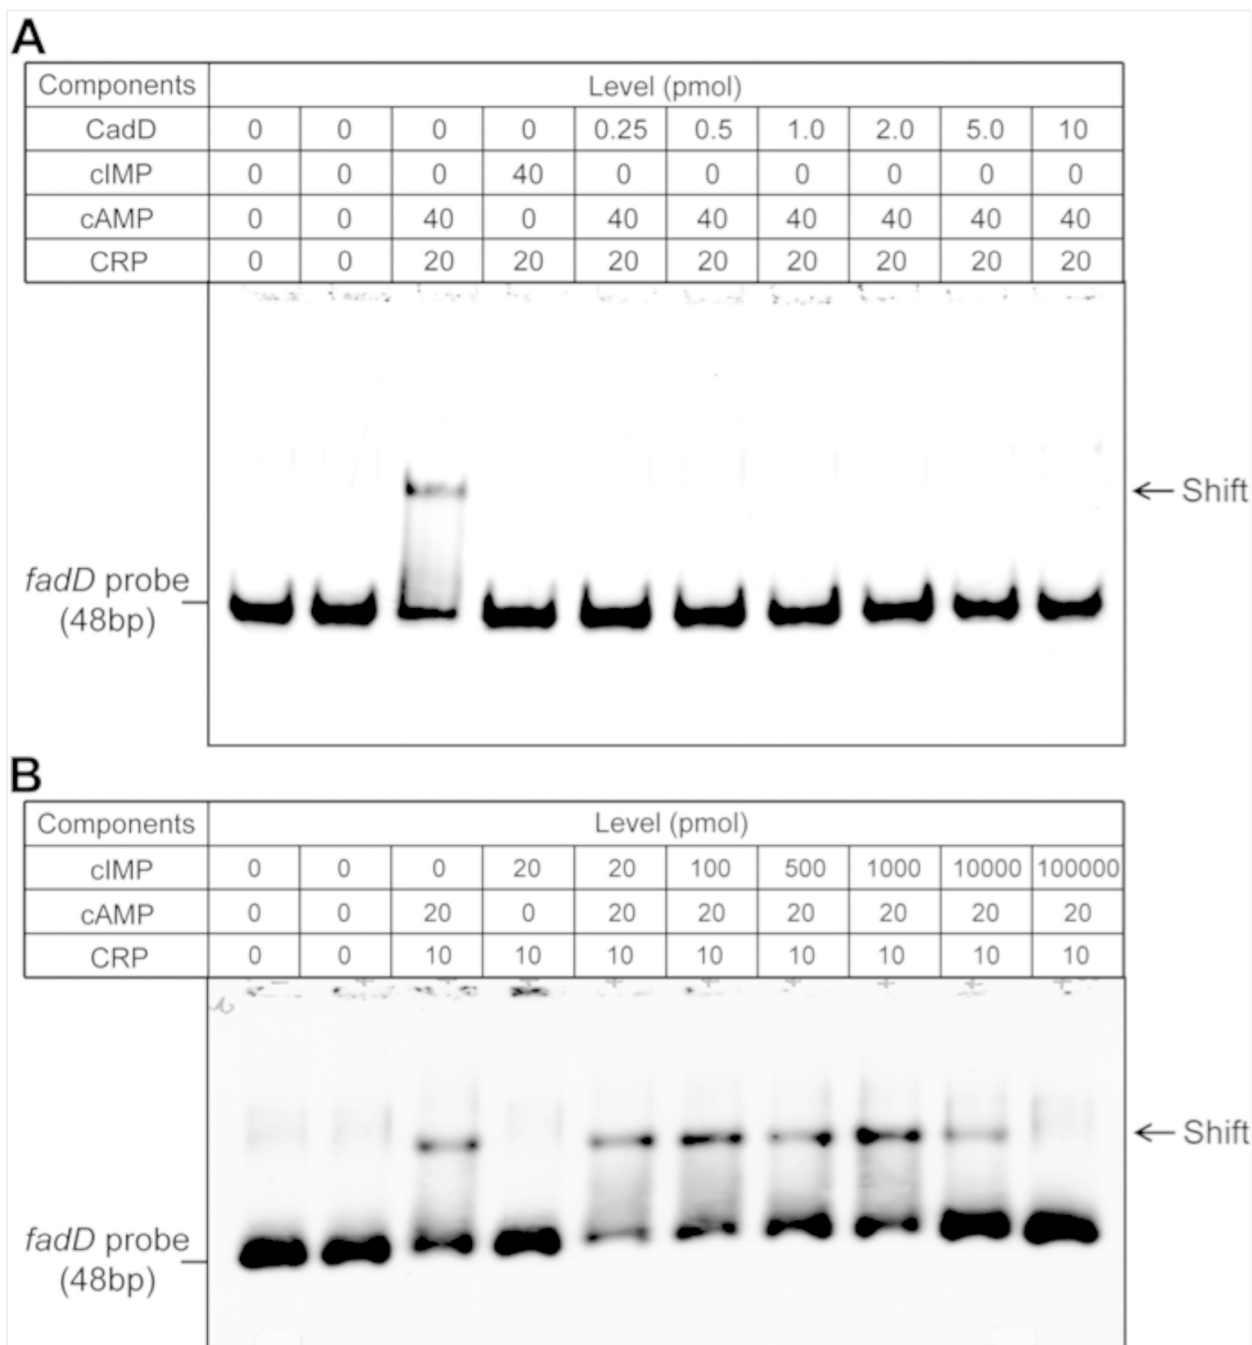 A
Components Level (pmol)
CadD 0 0 0 0 0.25 0.5 1.0 2.0 5.0 10
cIMP 0 0 0 40 0 0 0 0 0 0
cAMP 0 0 40 0 40 40 40 40 40 40
CRP 0 0 20 20 20 20 20 20 20 20
Shift
fadD probe
(48bp)
B
Components Level (pmol)
cIMP 0 0 0 20 20 100 500 1000 10000 100000
cAMP 0 0 20 0 20 20 20 20 20 20
CRP 0 0 10 10 10 10 10 10 10 10
Shift
fadD probe
(48bp)